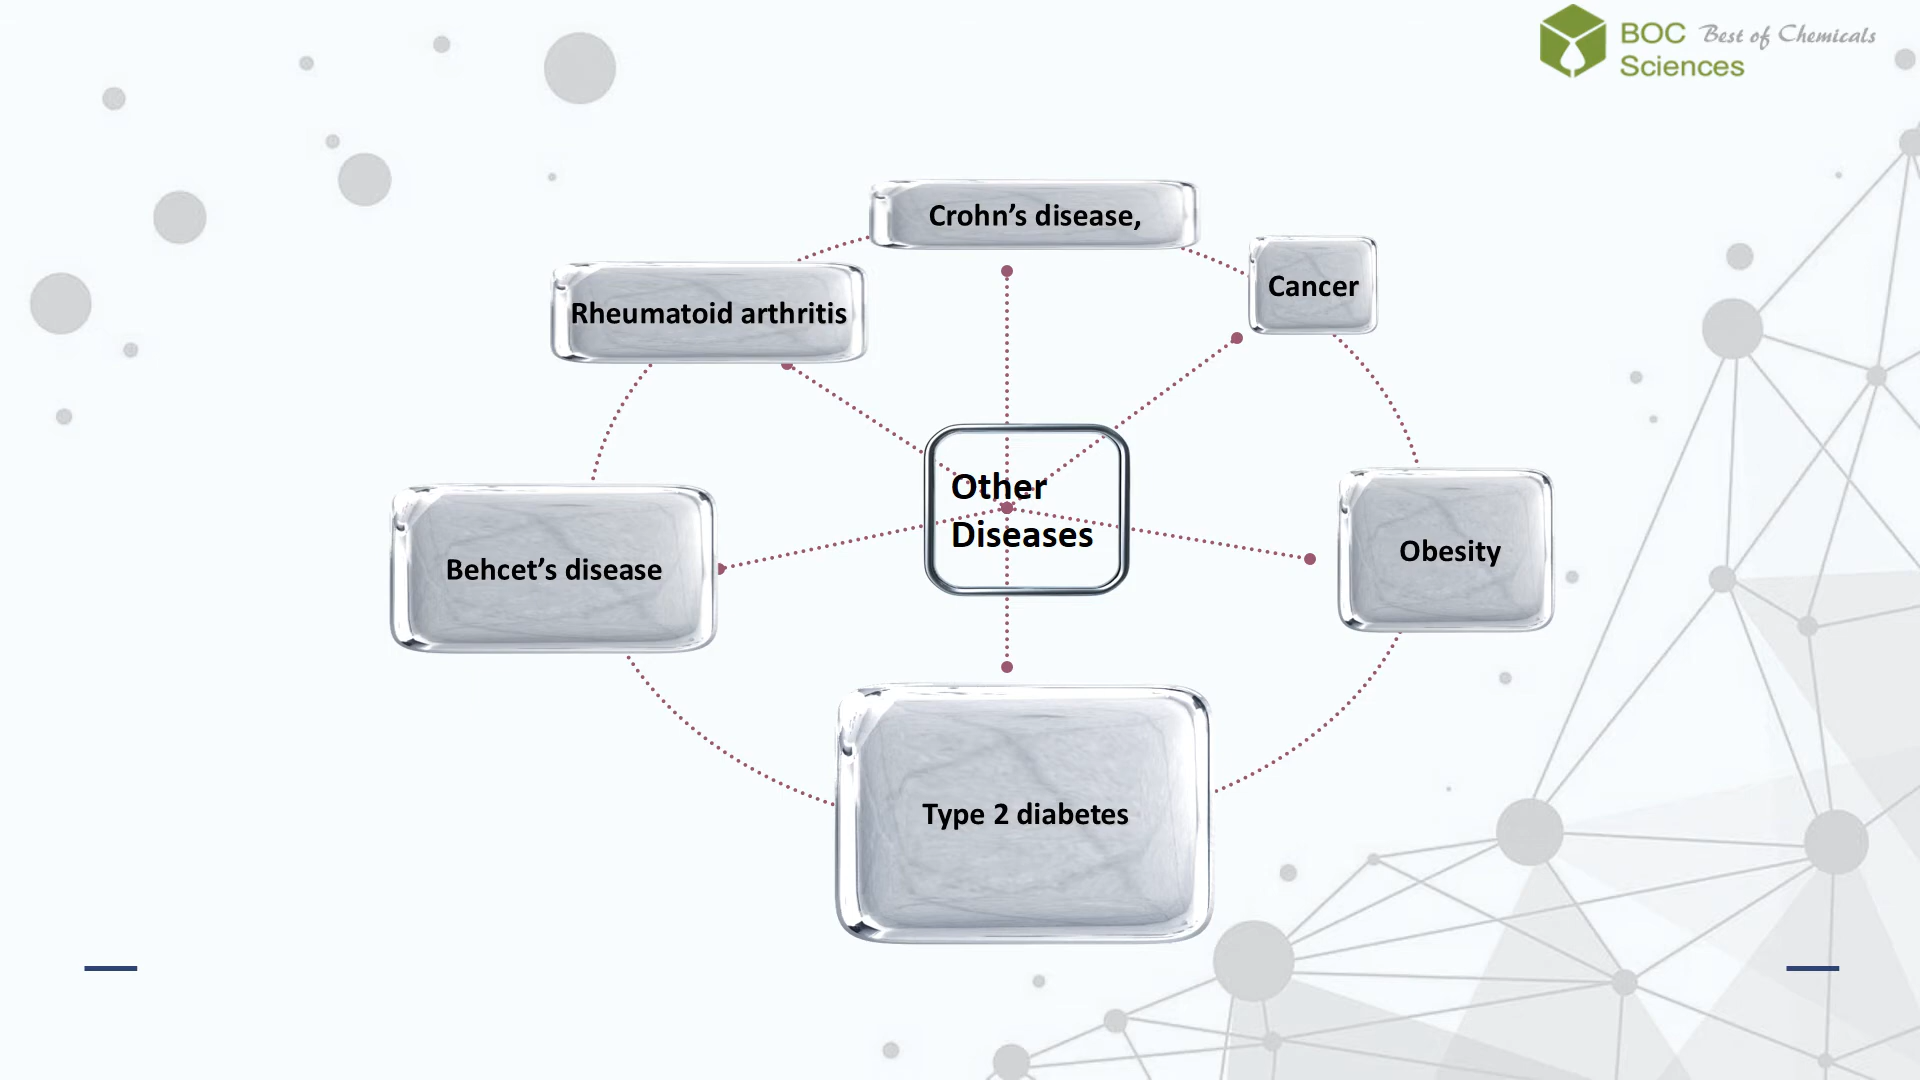 BOC Best of Chemicals
Sciences
Crohn’s disease,
Cancer
Rheumatoid arthritis
Other
Diseases
Obesity
Behcet’s disease
Type 2 diabetes